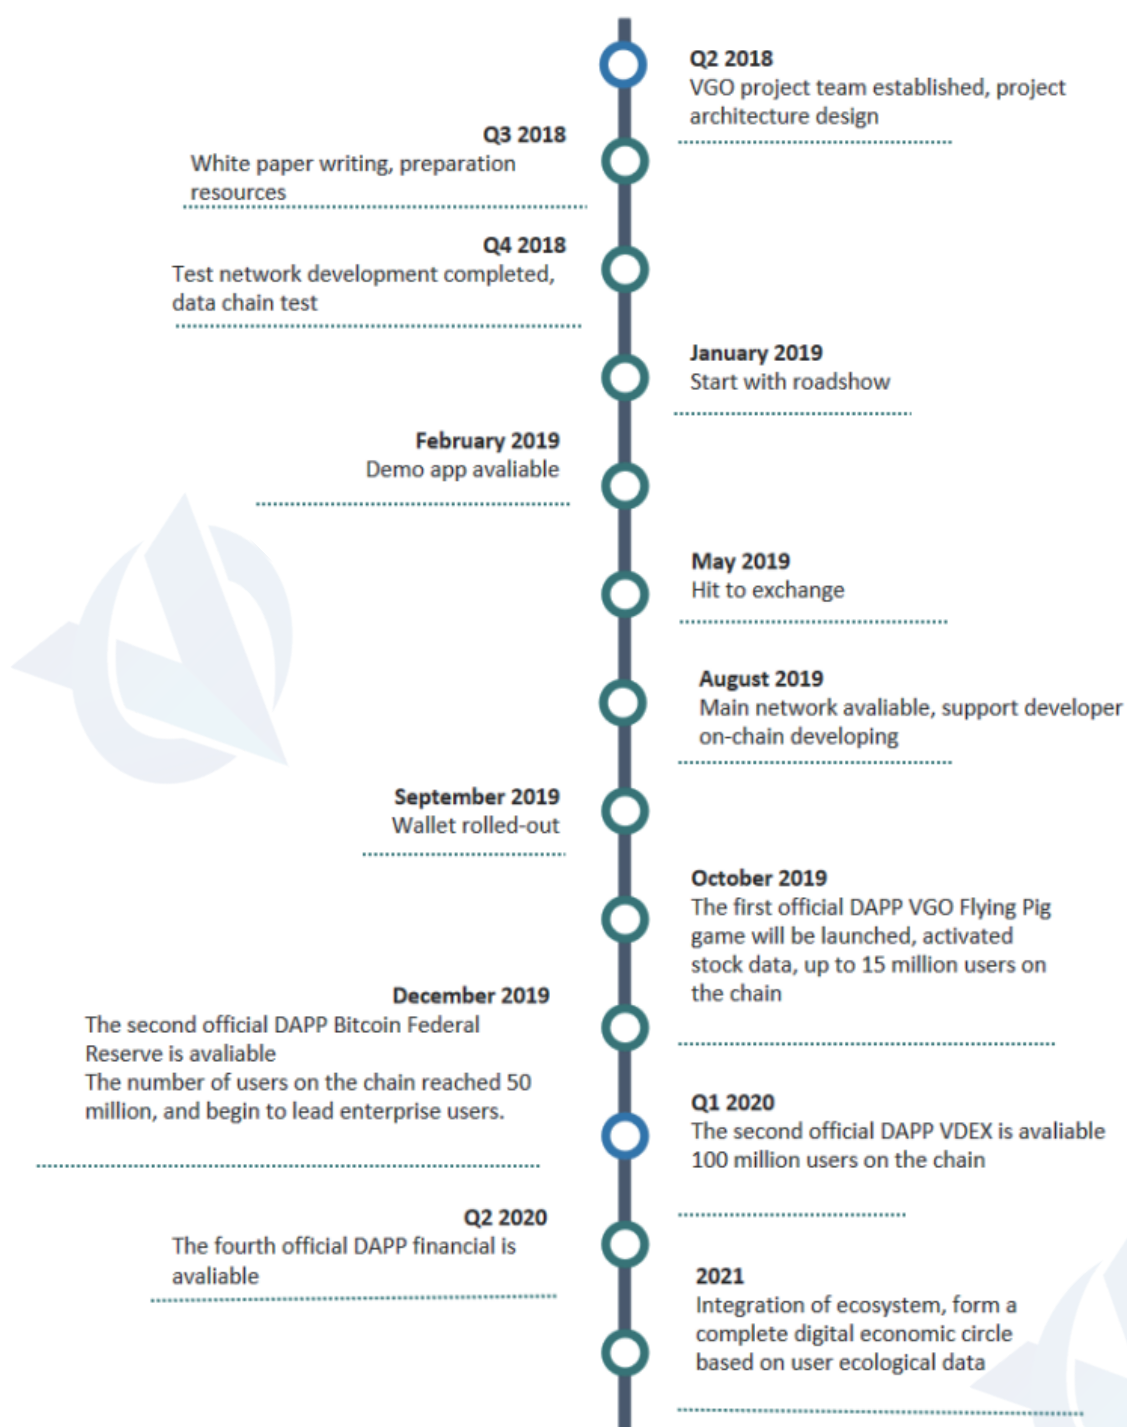 Q2 2018
VGO project team established, project
architecture design
Q3 2018
White paper writing, preparation
resources
Q4 2018
Test network development completed,
data chain test
January 2019
Start with roadshow
February 2019
Demo app avaliable
May 2019
Hit to exchange
August 2019
Main network avaliable, support developer
on-chain developing
September 2019
Wallet rolled-out
October 2019
The first official DAPP VGO Flying Pig
game will be launched, activated
stock data, up to 15 million users on
the chain
December 2019
The second official DAPP Bitcoin Federal
Reserve is avaliable
The number of users on the chain reached 50
million, and begin to lead enterprise users.
Q1 2020
The second official DAPP VDEX is avaliable
100 million users on the chain
Q2 2020
The fourth official DAPP financial is
avaliable
2021
Integration of ecosystem, form a
complete digital economic circle
based on user ecological data